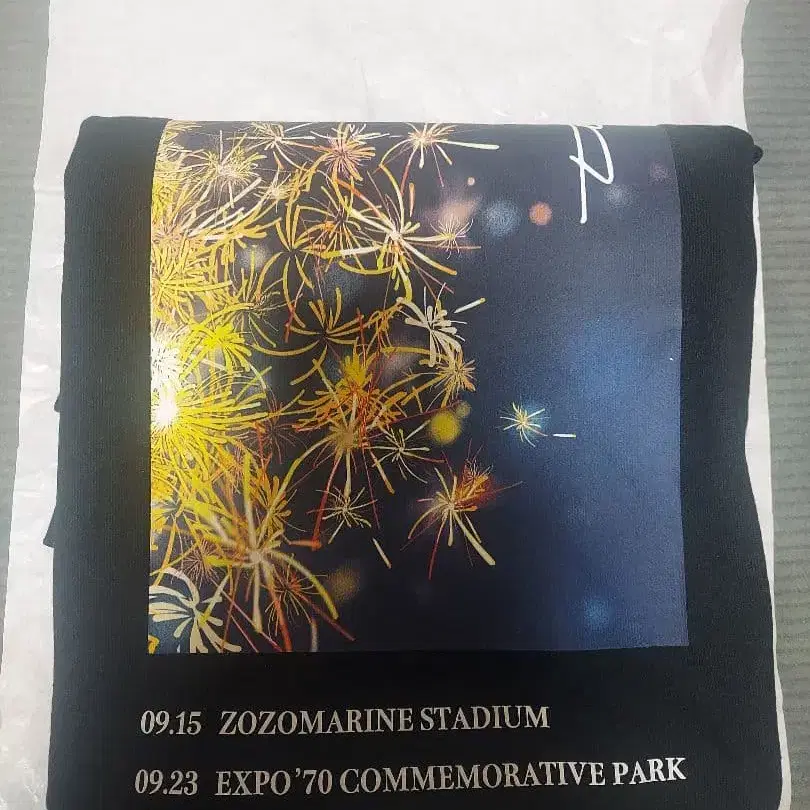 09.15 ZOZOMARINE STADIUM
09.23 EXPO’70 COMMEMORATIVE PARK